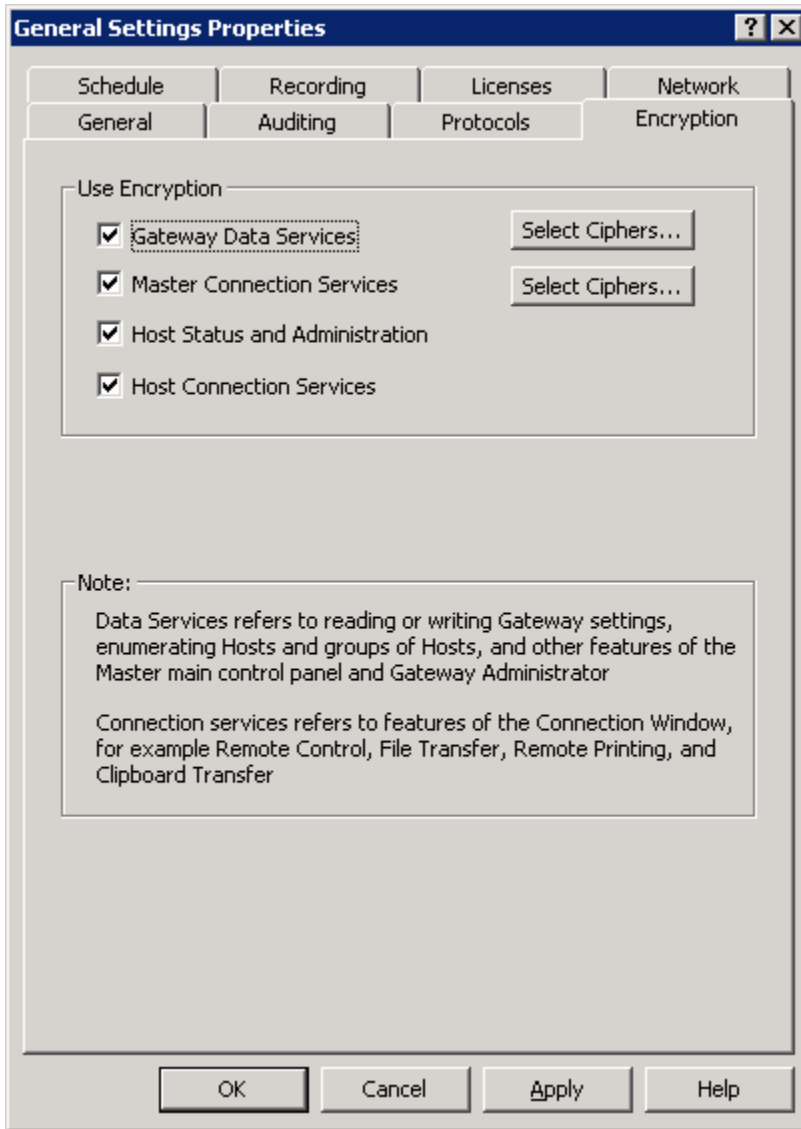 General Settings Properties
Schedule Recording Licenses Network
General Auditing Protocols Encryption
Use Encryption
Gateway Data Services Select Ciphers...
Master Connection Services Select Ciphers...
Host Status and Administration
Host Connection Services
Note:
Data Services refers to reading or writing Gateway settings,
enumerating Hosts and groups of Hosts, and other features of the
Master main control panel and Gateway Administrator
Connection services refers to features of the Connection Window,
for example Remote Control, File Transfer, Remote Printing, and
Clipboard Transfer
OK Cancel Apply Help